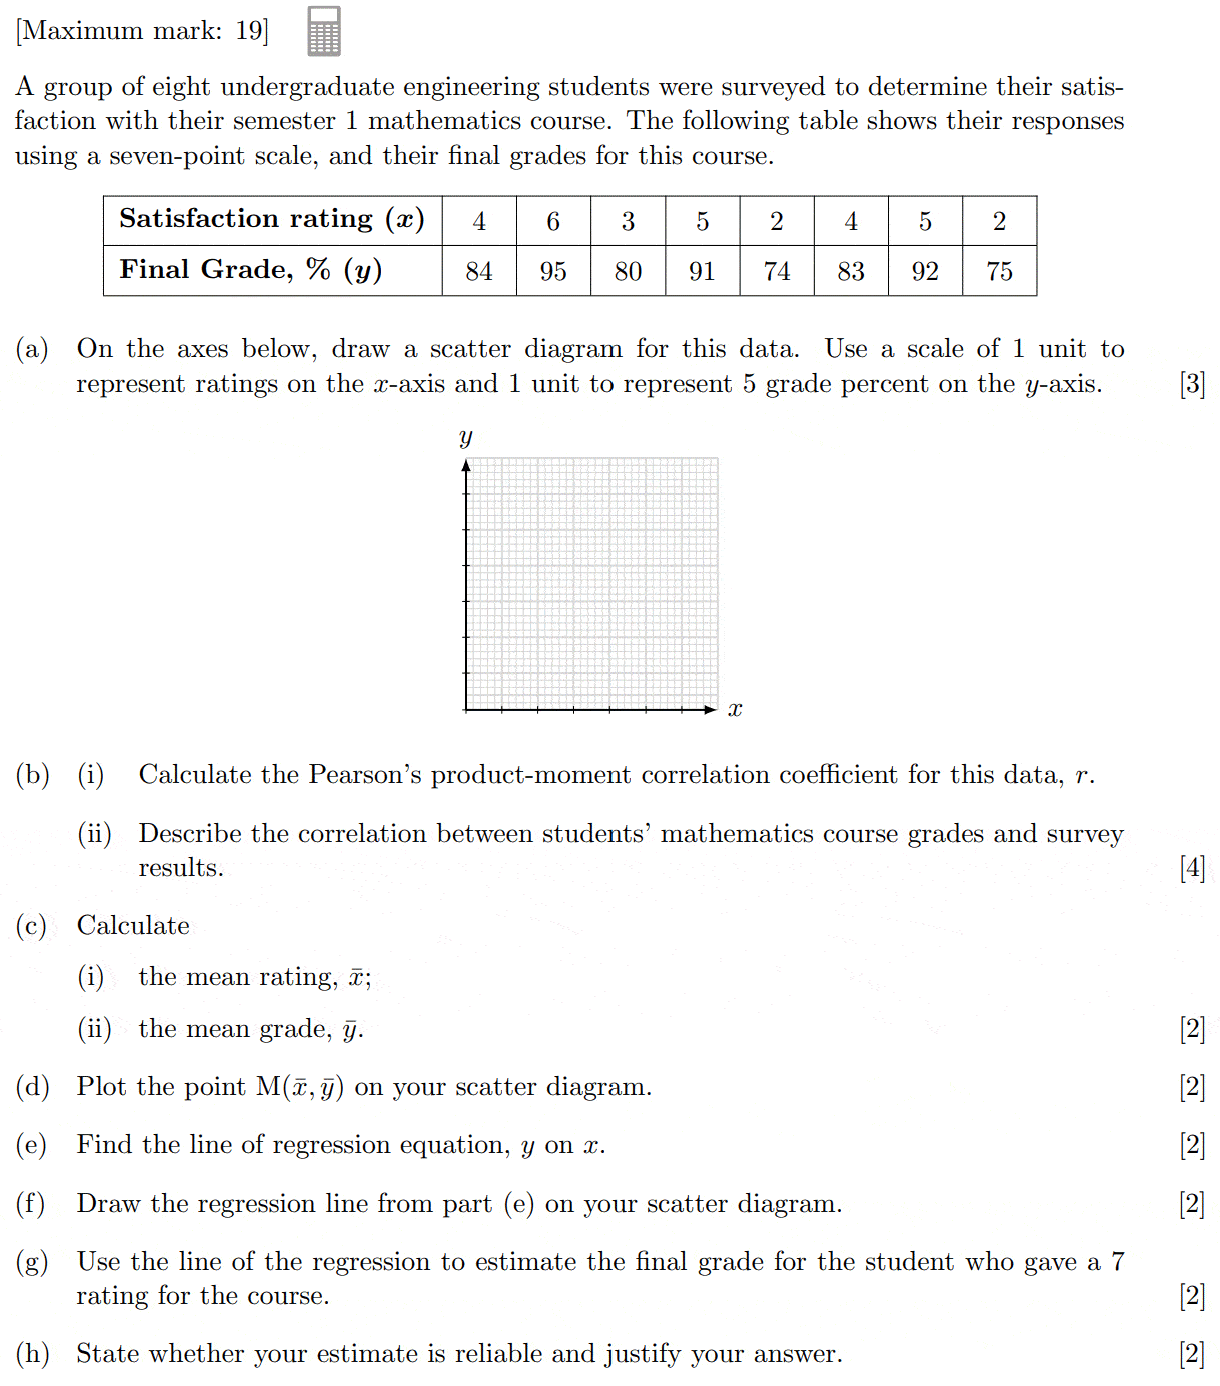 [Maximum mark: 19]
A group of eight undergraduate engineering students were surveyed to determine their satis-
faction with their semester 1 mathematics course. The following table shows their responses
using a seven-point scale, and their final grades for this course.
Satisfaction rating (x) 4 6 3 5 2 4 5 2
Final Grade, % (y) 84 95 80 91 74 83 92 75
(a) On the axes below, draw a scatter diagram for this data. Use a scale of 1 unit to
represent ratings on the x-axis and 1 unit to represent 5 grade percent on the y-axis. [3]
y
x
(b) (i) Calculate the Pearson's product-moment correlation coefficient for this data, r.
(ii) Describe the correlation between students' mathematics course grades and survey
results. [4]
(c) Calculate
(i) the mean rating, x̄;
(ii) the mean grade, ȳ. [2]
(d) Plot the point M(x̄, ȳ) on your scatter diagram. [2]
(e) Find the line of regression equation, y on x. [2]
(f) Draw the regression line from part (e) on your scatter diagram. [2]
(g) Use the line of the regression to estimate the final grade for the student who gave a 7
rating for the course. [2]
(h) State whether your estimate is reliable and justify your answer. [2]